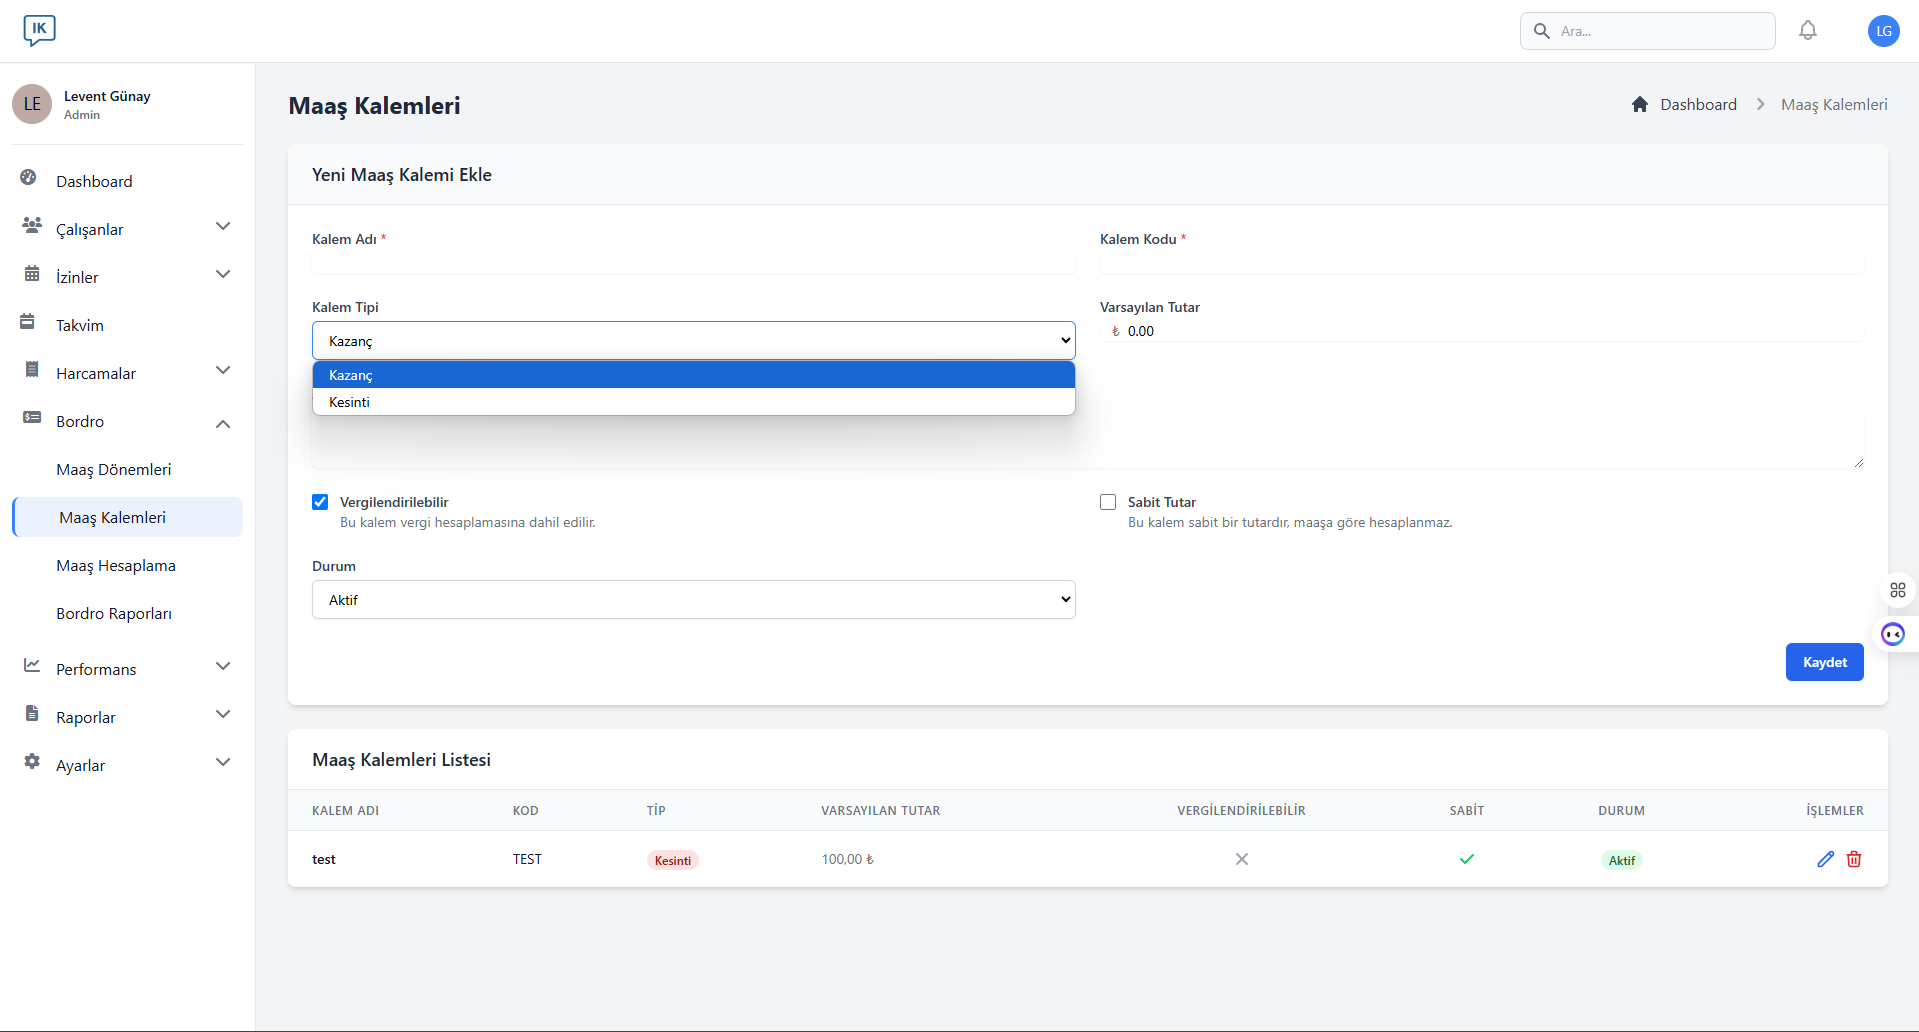 IK
Ara...
LG
LE
Levent Günay
Admin
Dashboard
Çalışanlar
İzinler
Takvim
Harcamalar
Bordro
Maaş Dönemleri
Maaş Kalemleri
Maaş Hesaplama
Bordro Raporları
Performans
Raporlar
Ayarlar
Maaş Kalemleri
Dashboard > Maaş Kalemleri
Yeni Maaş Kalemi Ekle
Kalem Adı *
Kalem Kodu *
Kalem Tipi
Kazanç
Kazanç
Kesinti
Varsayılan Tutar
₺ 0.00
Vergilendirilebilir
Bu kalem vergi hesaplamasına dahil edilir.
Sabit Tutar
Bu kalem sabit bir tutardır, maaşa göre hesaplanmaz.
Durum
Aktif
Kaydet
Maaş Kalemleri Listesi
KALEM ADI KOD TİP VARSAYILAN TUTAR VERGİLENDİRİLEBİLİR SABİT DURUM İŞLEMLER
test TEST Kesinti 100,00 ₺ Aktif